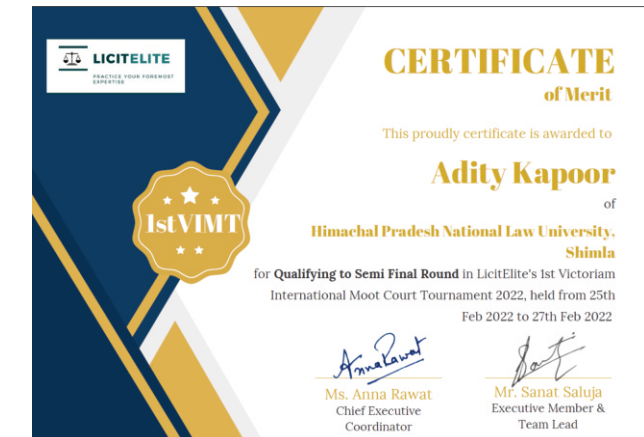 LICITELITE
PRACTICE YOUR FOREMOST
EXPERTISE
CERTIFICATE
of Merit
This proudly certificate is awarded to
Adity Kapoor
of
Himachal Pradesh National Law University,
Shimla
1stVIMT
for Qualifying to Semi Final Round in LicitElite's 1st Victoriam
International Moot Court Tournament 2022, held from 25th
Feb 2022 to 27th Feb 2022
AnnaRawat
Ms. Anna Rawat
Chief Executive
Coordinator
Mr. Sanat Saluja
Executive Member &
Team Lead